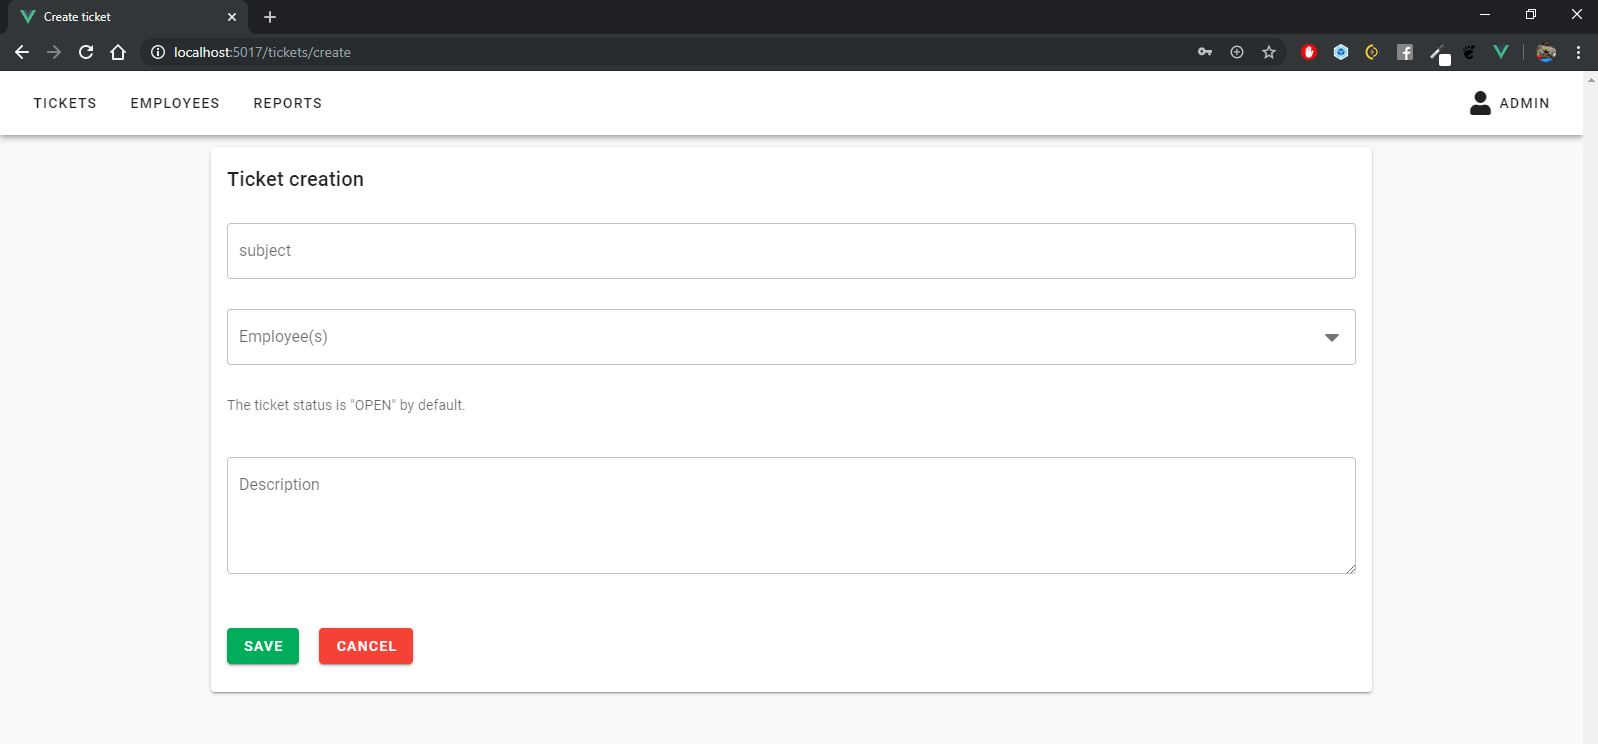 Create ticket
localhost:5017/tickets/create
TICKETS EMPLOYEES REPORTS ADMIN
Ticket creation
subject
Employee(s)
The ticket status is "OPEN" by default.
Description
SAVE CANCEL